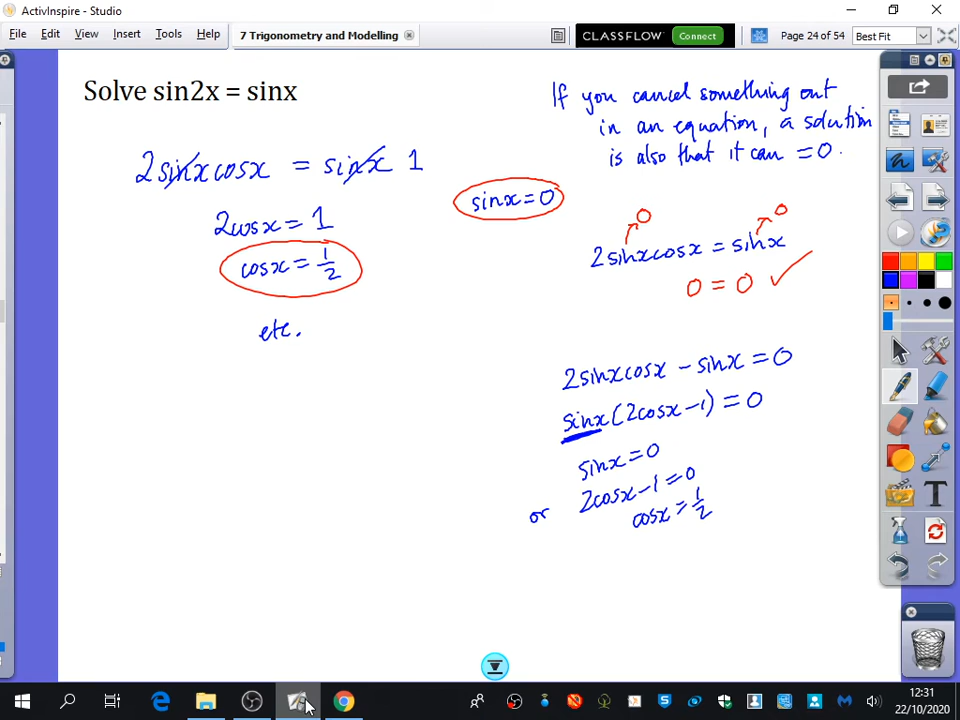 ActivInspire - Studio
File Edit View Insert Tools Help
7 Trigonometry and Modelling
CLASSFLOW Connect
Page 24 of 54
Best Fit
Solve sin2x = sinx
2sinxcosx = sinx 1
2cosx = 1
cosx = 1/2
etc.
sinx = 0
If you cancel something out
in an equation, a solution
is also that it can = 0.
0 0
2sinxcosx = sinx
0 = 0 ✓
2sinxcosx - sinx = 0
sinx(2cosx-1) = 0
sinx = 0
or 2cosx-1 = 0
cosx = 1/2
12:31
22/10/2020